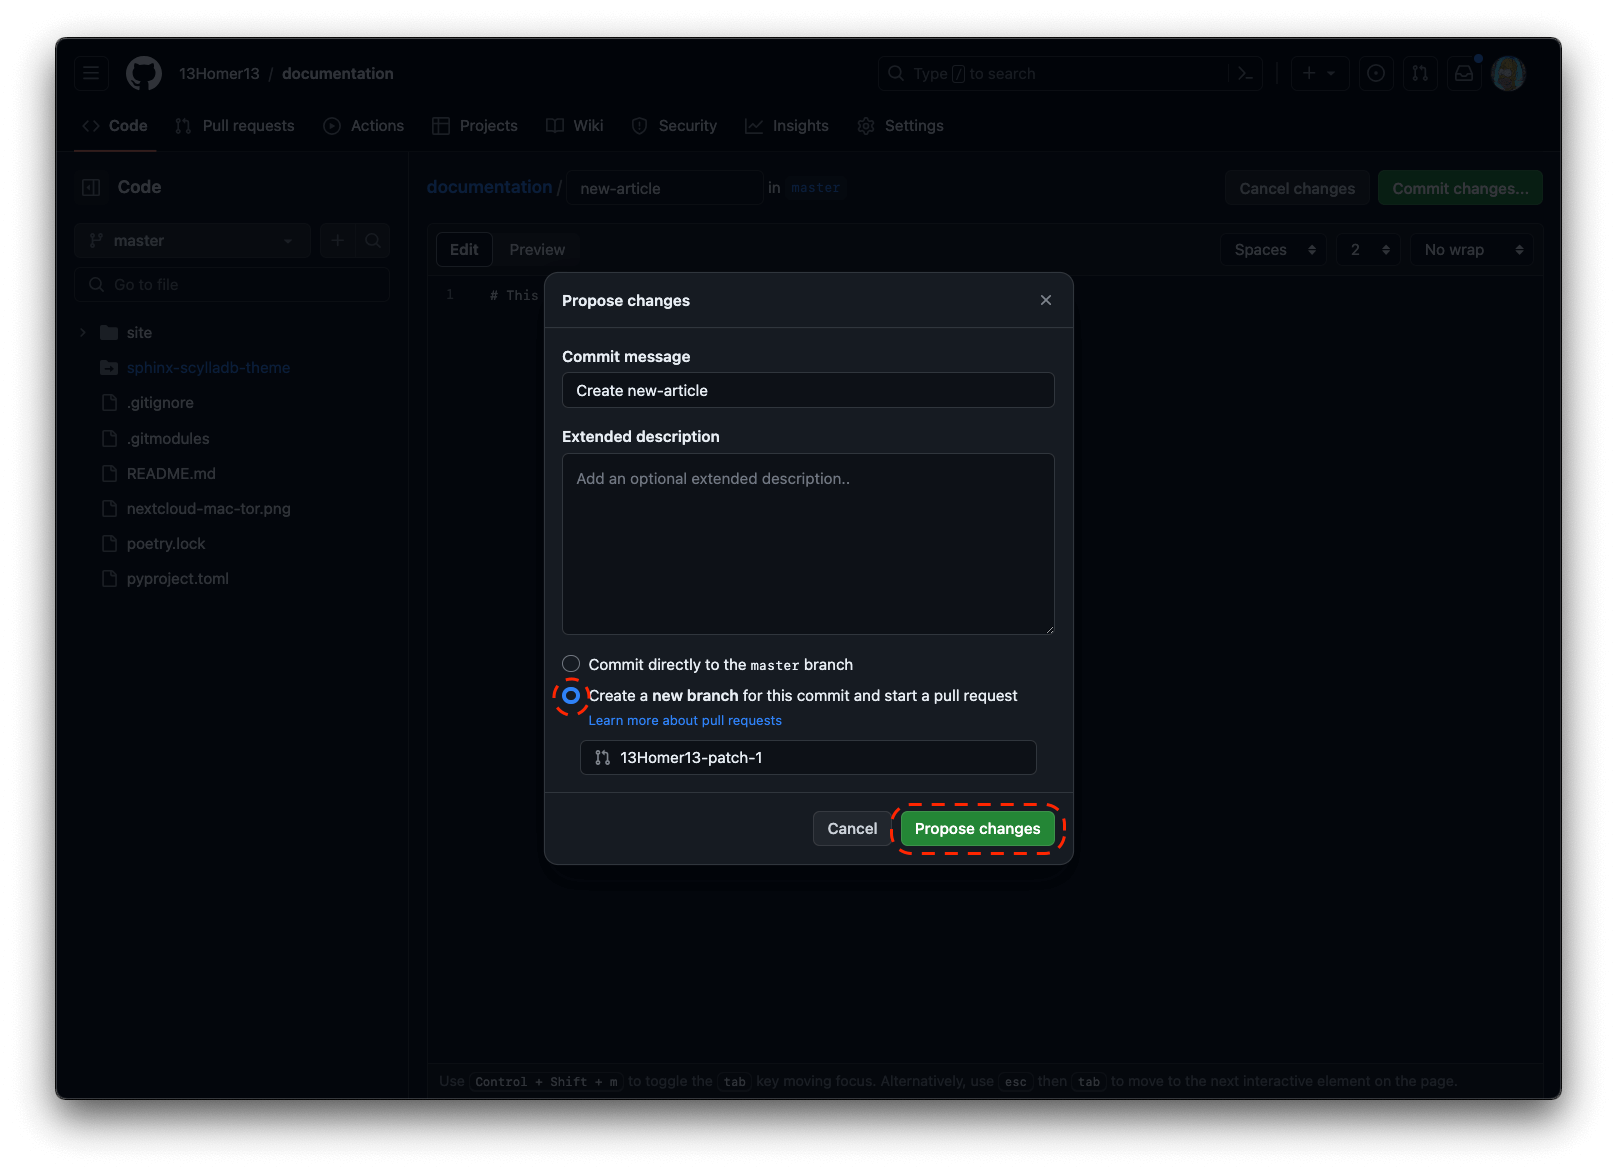 13Homer13 / documentation
Type / to search
Code Pull requests Actions Projects Wiki Security Insights Settings
Code
documentation / new-article in master
Cancel changes Commit changes...
master
Edit Preview
Spaces 2 No wrap
Go to file
1 # This
site
sphinx-scylladb-theme
.gitignore
.gitmodules
README.md
nextcloud-mac-tor.png
poetry.lock
pyproject.toml
Propose changes
Commit message
Create new-article
Extended description
Add an optional extended description..
Commit directly to the master branch
Create a new branch for this commit and start a pull request
Learn more about pull requests
13Homer13-patch-1
Cancel Propose changes
Use Control + Shift + m to toggle the tab key moving focus. Alternatively, use esc then tab to move to the next interactive element on the page.